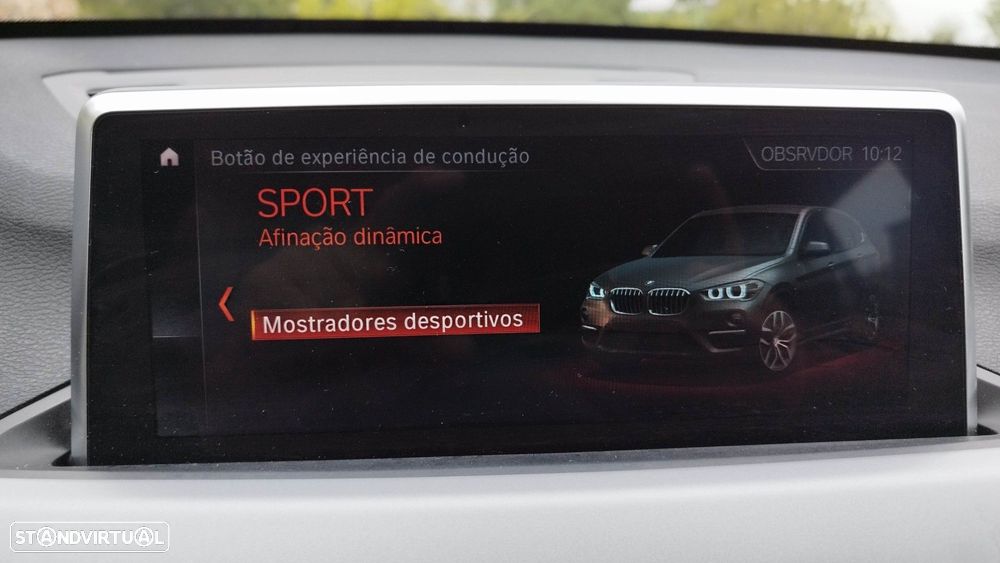 Botão de experiência de condução
OBSRVDOR 10:12
SPORT
Afinação dinâmica
Mostradores desportivos
STANDVIRTUAL